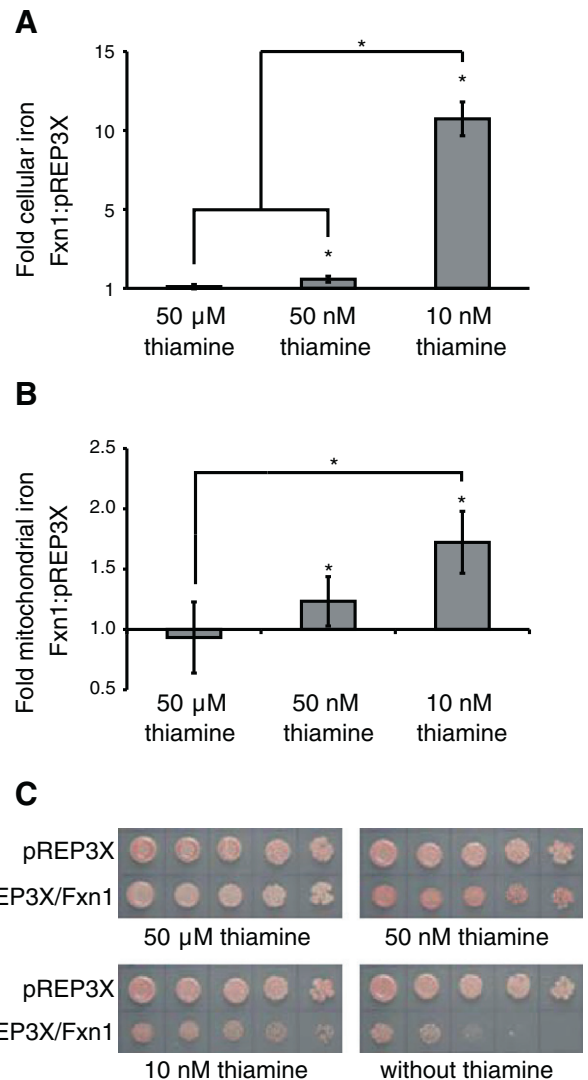 A
Fold cellular iron
Fxn1:pREP3X
*
*
*
15
10
5
1
50 µM
thiamine
50 nM
thiamine
10 nM
thiamine
B
Fold mitochondrial iron
Fxn1:pREP3X
*
*
*
2.5
2.0
1.5
1.0
0.5
50 µM
thiamine
50 nM
thiamine
10 nM
thiamine
C
pREP3X
EP3X/Fxn1
50 µM thiamine
50 nM thiamine
pREP3X
EP3X/Fxn1
10 nM thiamine
without thiamine